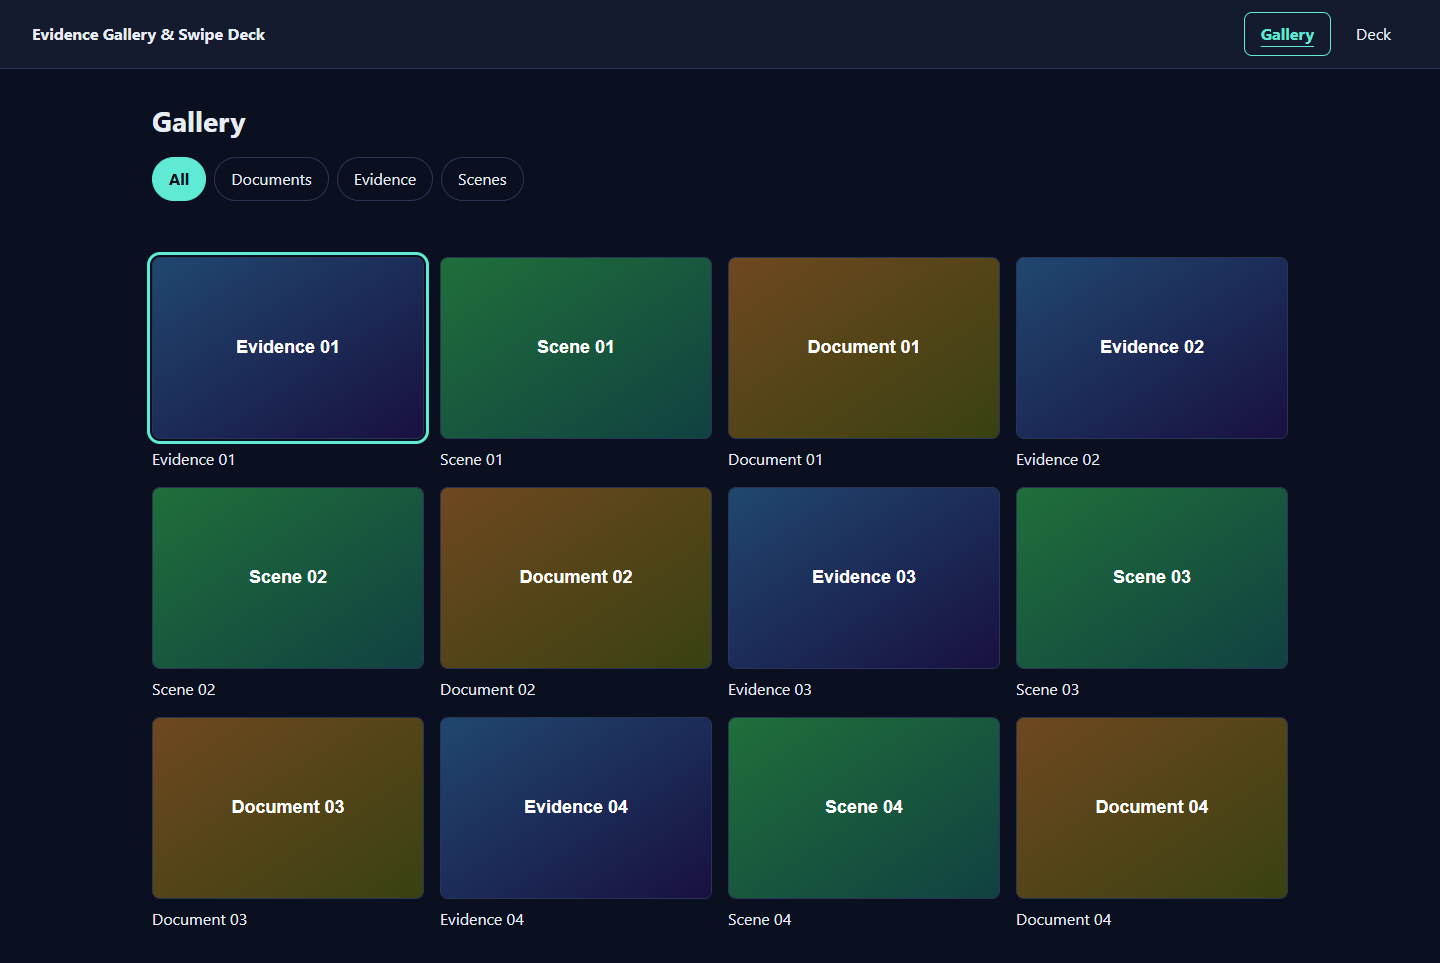 Evidence Gallery & Swipe Deck
Gallery
Deck
Gallery
All
Documents
Evidence
Scenes
Evidence 01
Scene 01
Document 01
Evidence 02
Evidence 01
Scene 01
Document 01
Evidence 02
Scene 02
Document 02
Evidence 03
Scene 03
Scene 02
Document 02
Evidence 03
Scene 03
Document 03
Evidence 04
Scene 04
Document 04
Document 03
Evidence 04
Scene 04
Document 04